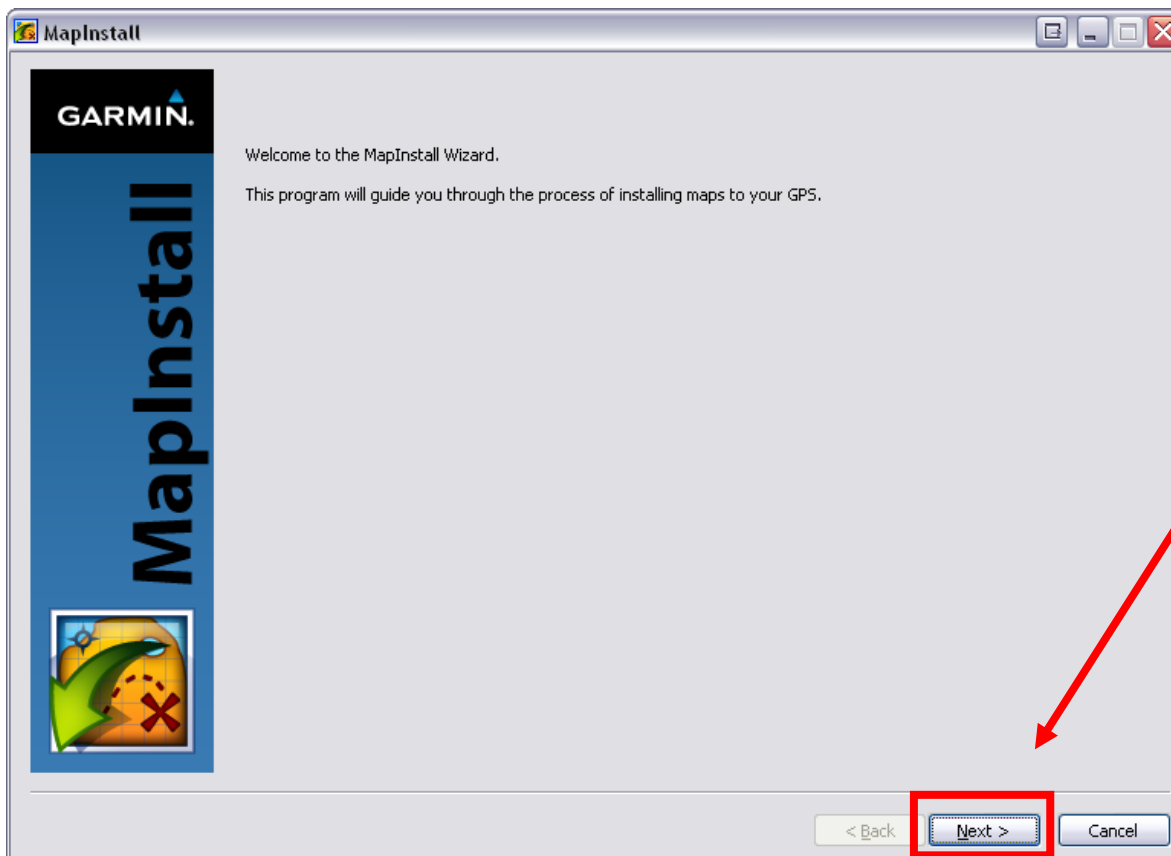 MapInstall
GARMIN.
MapInstall
Welcome to the MapInstall Wizard.
This program will guide you through the process of installing maps to your GPS.
< Back
Next >
Cancel